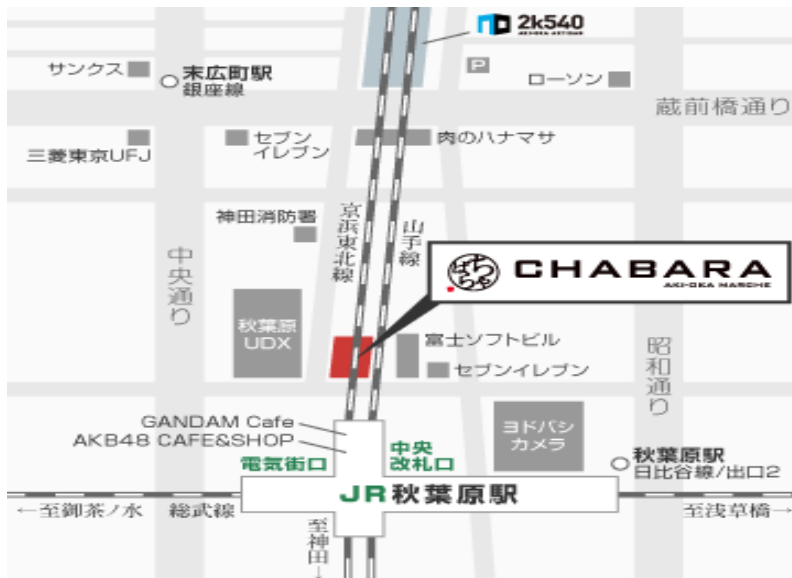 2k540
AKI-OKA ARTISAN
サンクス
末広町駅
銀座線
P
ローソン
蔵前橋通り
三菱東京UFJ
セブン
イレブン
肉のハナマサ
神田消防署
京浜東北線
山手線
中央通り
ちゃばら
CHABARA
AKI-OKA MARCHE
秋葉原
UDX
富士ソフトビル
セブンイレブン
昭和通り
GANDAM Cafe
AKB48 CAFE&SHOP
ヨドバシ
カメラ
電気街口
中央
改札口
秋葉原駅
日比谷線/出口2
JR秋葉原駅
←至御茶ノ水
総武線
至浅草橋→
至神田→